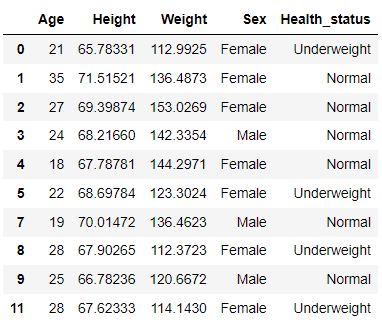 Age Height Weight Sex Health_status
0 21 65.78331 112.9925 Female Underweight
1 35 71.51521 136.4873 Female Normal
2 27 69.39874 153.0269 Female Normal
3 24 68.21660 142.3354 Male Normal
4 18 67.78781 144.2971 Female Normal
5 22 68.69784 123.3024 Female Underweight
7 19 70.01472 136.4623 Male Normal
8 28 67.90265 112.3723 Female Underweight
9 25 66.78236 120.6672 Male Normal
11 28 67.62333 114.1430 Female Underweight